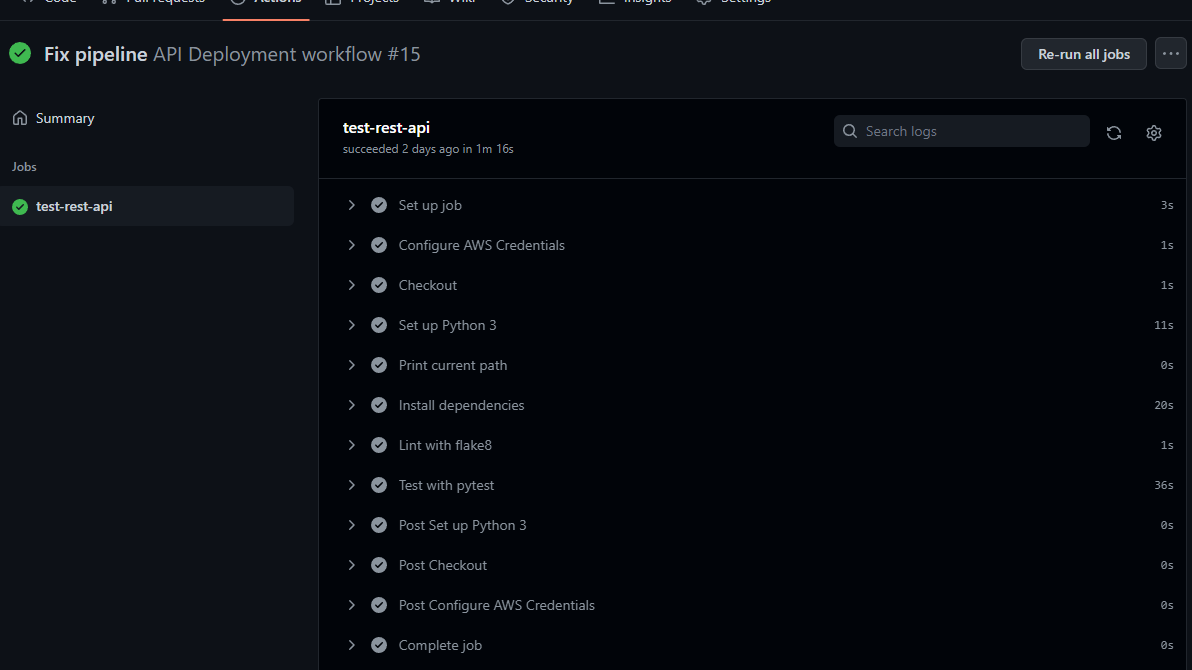 Code Pull requests Actions Projects Wiki Security Insights Settings
Fix pipeline API Deployment workflow #15
Re-run all jobs
Summary
Jobs
test-rest-api
test-rest-api
succeeded 2 days ago in 1m 16s
Search logs
Set up job 3s
Configure AWS Credentials 1s
Checkout 1s
Set up Python 3 11s
Print current path 0s
Install dependencies 20s
Lint with flake8 1s
Test with pytest 36s
Post Set up Python 3 0s
Post Checkout 0s
Post Configure AWS Credentials 0s
Complete job 0s